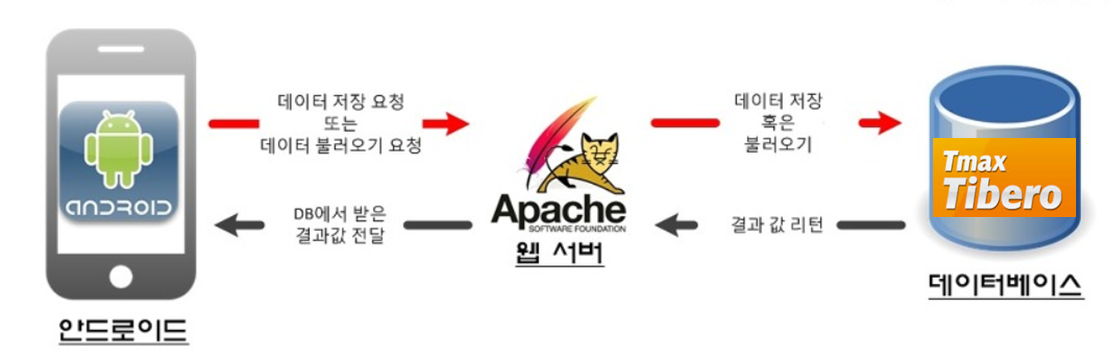 ANDROID
안드로이드
데이터 저장 요청
또는
데이터 불러오기 요청
DB에서 받은
결과값 전달
Apache
SOFTWARE FOUNDATION
웹 서버
데이터 저장
혹은
불러오기
결과 값 리턴
Tmax
Tibero
데이터베이스